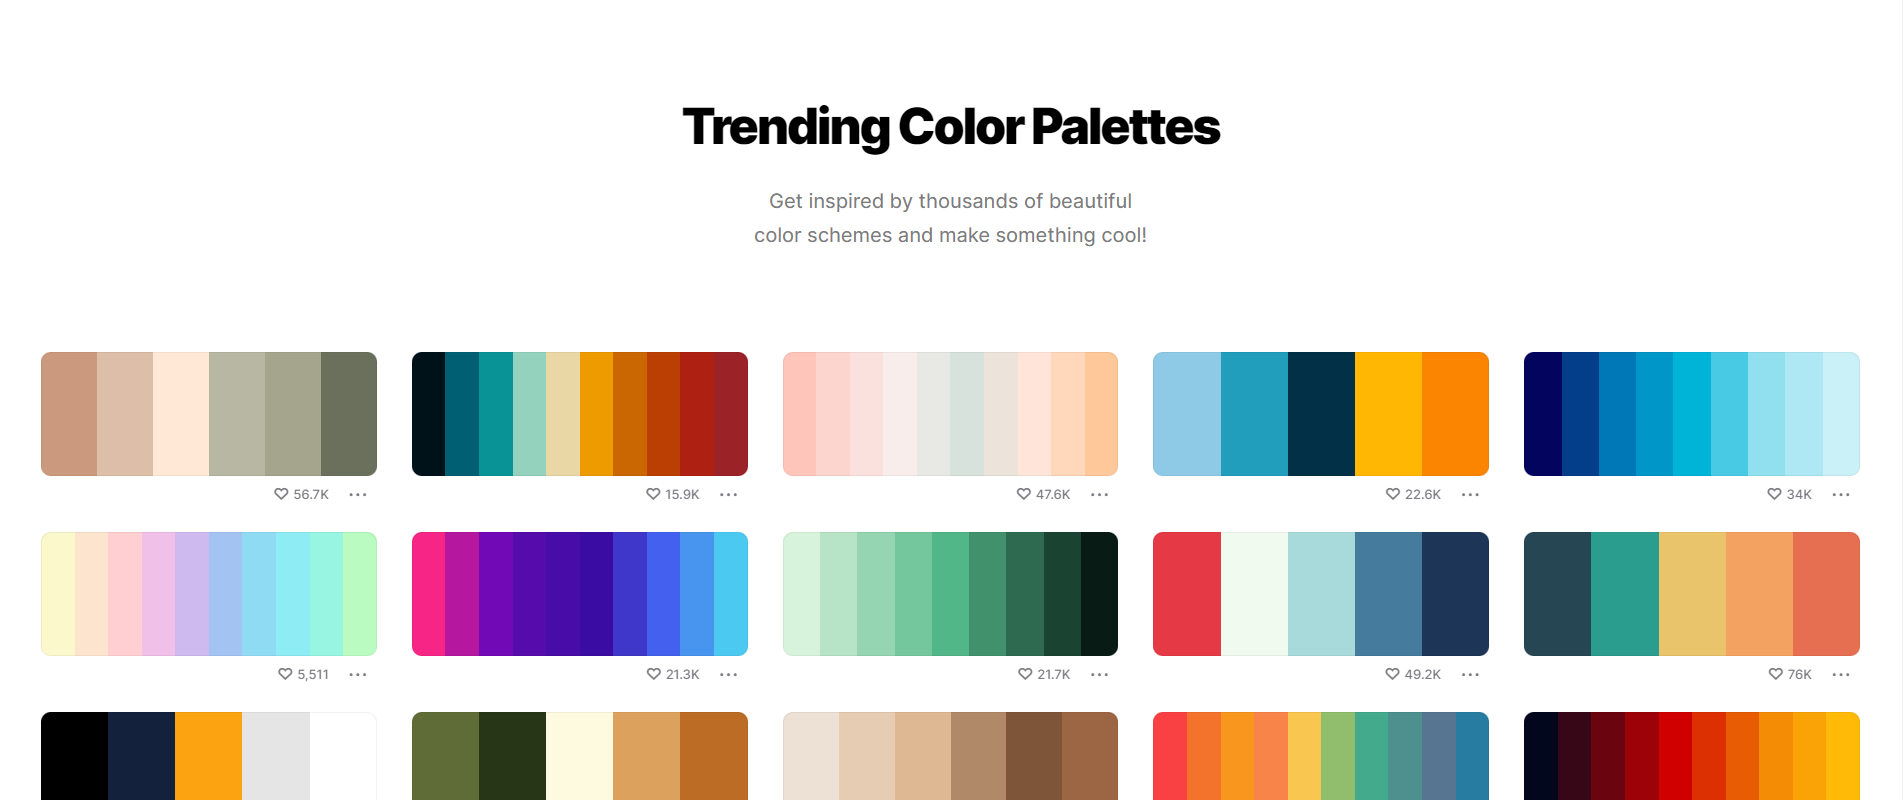 Trending Color Palettes
Get inspired by thousands of beautiful
color schemes and make something cool!
56.7K
15.9K
47.6K
22.6K
34K
5,511
21.3K
21.7K
49.2K
76K